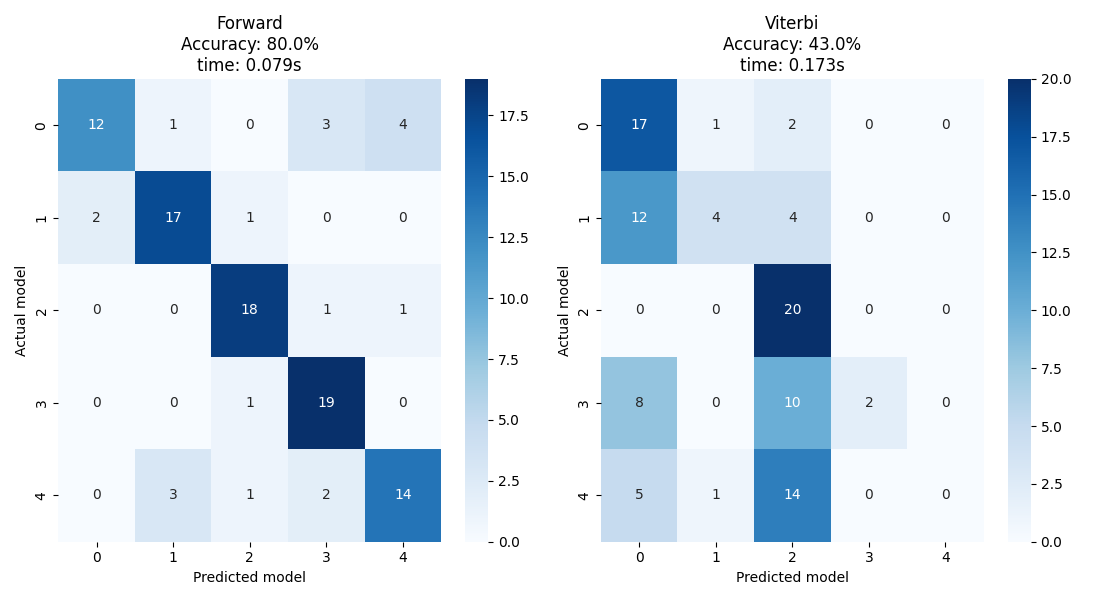 Forward
Accuracy: 80.0%
time: 0.079s
Actual model
0 12 1 0 3 4
1 2 17 1 0 0
2 0 0 18 1 1
3 0 0 1 19 0
4 0 3 1 2 14
0 1 2 3 4
Predicted model
17.5
15.0
12.5
10.0
7.5
5.0
2.5
0.0
Viterbi
Accuracy: 43.0%
time: 0.173s
Actual model
0 17 1 2 0 0
1 12 4 4 0 0
2 0 0 20 0 0
3 8 0 10 2 0
4 5 1 14 0 0
0 1 2 3 4
Predicted model
20.0
17.5
15.0
12.5
10.0
7.5
5.0
2.5
0.0